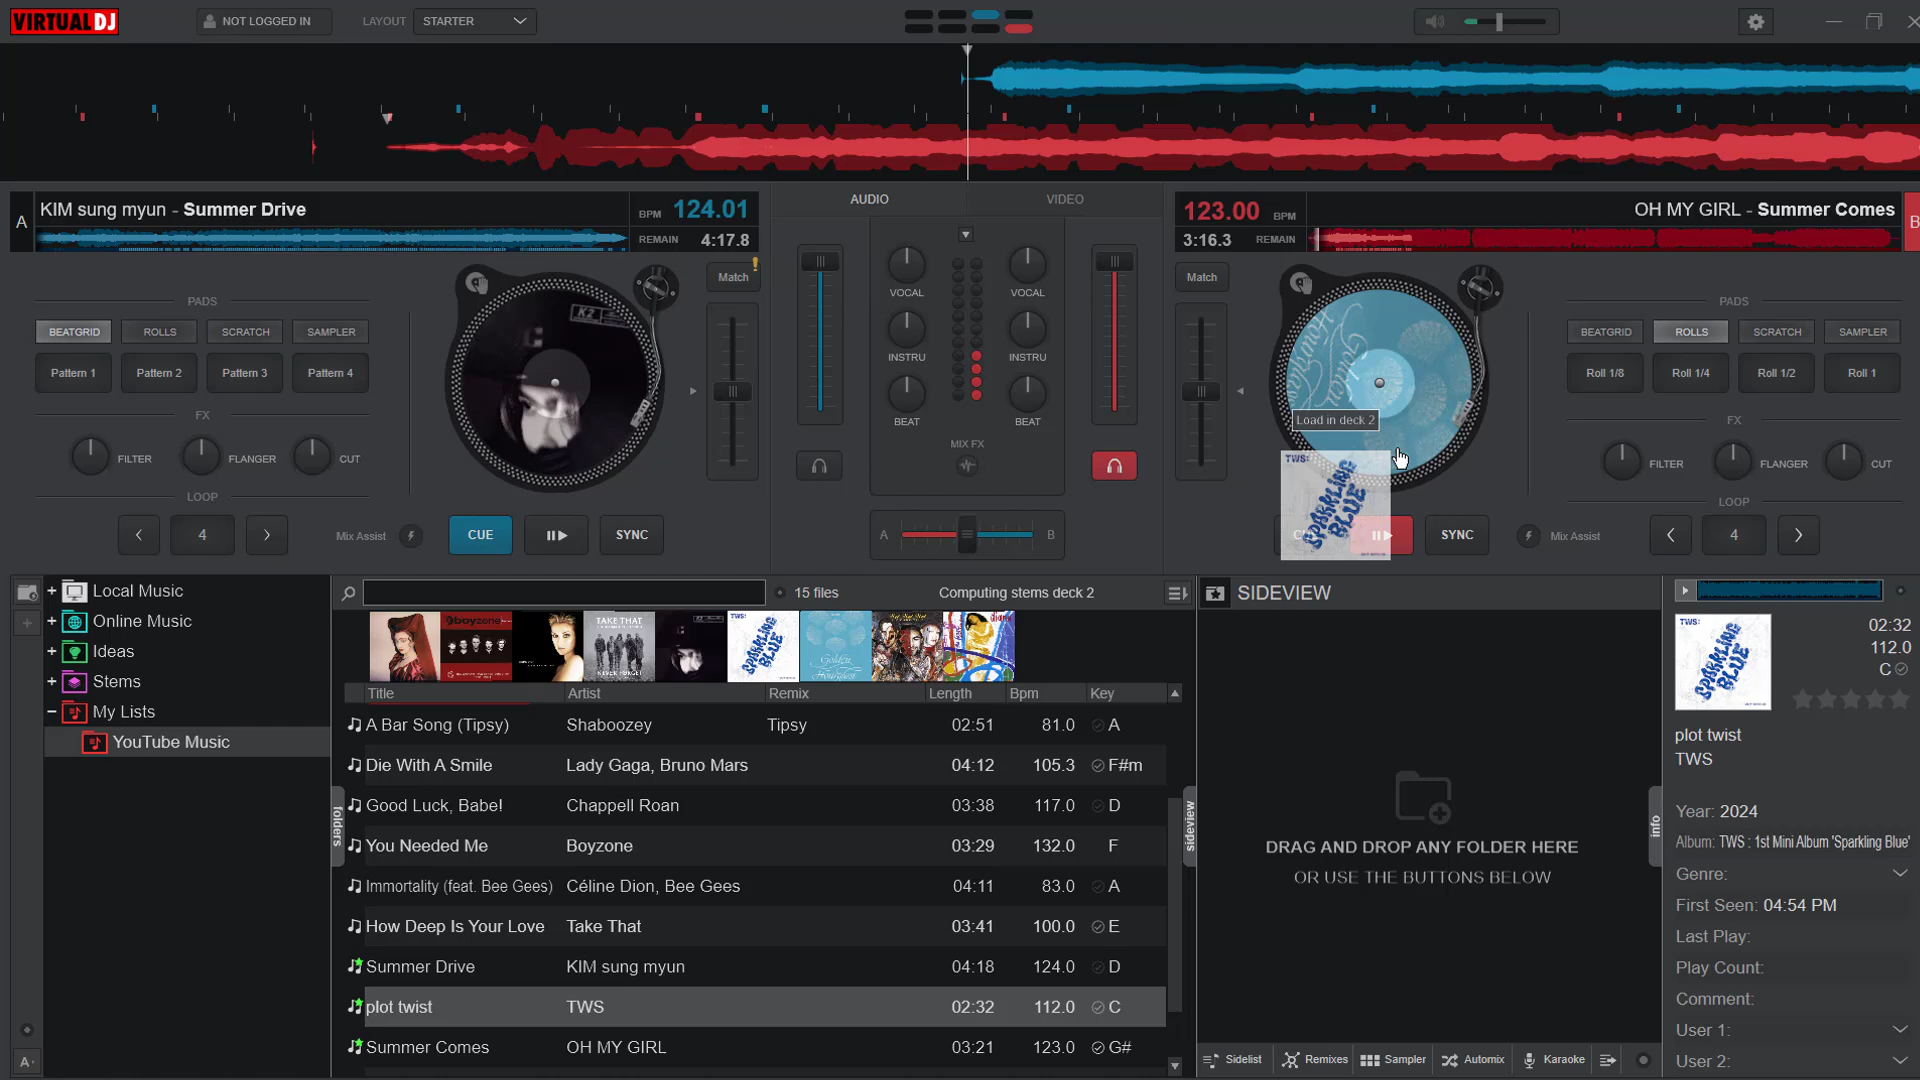 VIRTUALDJ
NOT LOGGED IN
LAYOUT STARTER
A
KIM sung myun - Summer Drive
BPM 124.01
REMAIN 4:17.8
AUDIO VIDEO
123.00 BPM
OH MY GIRL - Summer Comes
B
3:16.3 REMAIN
Match
Match
PADS
BEATGRID ROLLS SCRATCH SAMPLER
Pattern 1 Pattern 2 Pattern 3 Pattern 4
FX
FILTER FLANGER CUT
LOOP
4
Mix Assist
CUE SYNC
K2
VOCAL VOCAL
INSTRU INSTRU
BEAT BEAT
MIX FX
A B
Load in deck 2
TWS:
SPARKLING
BLUE
SYNC
Mix Assist
PADS
BEATGRID ROLLS SCRATCH SAMPLER
Roll 1/8 Roll 1/4 Roll 1/2 Roll 1
FX
FILTER FLANGER CUT
LOOP
4
Local Music
Online Music
Ideas
Stems
My Lists
YouTube Music
A
folders
15 files
Computing stems deck 2
boyzone
TAKE THAT
TWS:
SPARKLING
BLUE
Title Artist Remix Length Bpm Key
A Bar Song (Tipsy) Shaboozey Tipsy 02:51 81.0 A
Die With A Smile Lady Gaga, Bruno Mars 04:12 105.3 F#m
Good Luck, Babe! Chappell Roan 03:38 117.0 D
You Needed Me Boyzone 03:29 132.0 F
Immortality (feat. Bee Gees) Céline Dion, Bee Gees 04:11 83.0 A
How Deep Is Your Love Take That 03:41 100.0 E
Summer Drive KIM sung myun 04:18 124.0 D
plot twist TWS 02:32 112.0 C
Summer Comes OH MY GIRL 03:21 123.0 G#
sideview
SIDEVIEW
DRAG AND DROP ANY FOLDER HERE
OR USE THE BUTTONS BELOW
Sidelist Remixes Sampler Automix Karaoke
info
TWS:
SPARKLING
BLUE
02:32
112.0
C
plot twist
TWS
Year: 2024
Album: TWS : 1st Mini Album 'Sparkling Blue'
Genre:
First Seen: 04:54 PM
Last Play:
Play Count:
Comment:
User 1:
User 2: